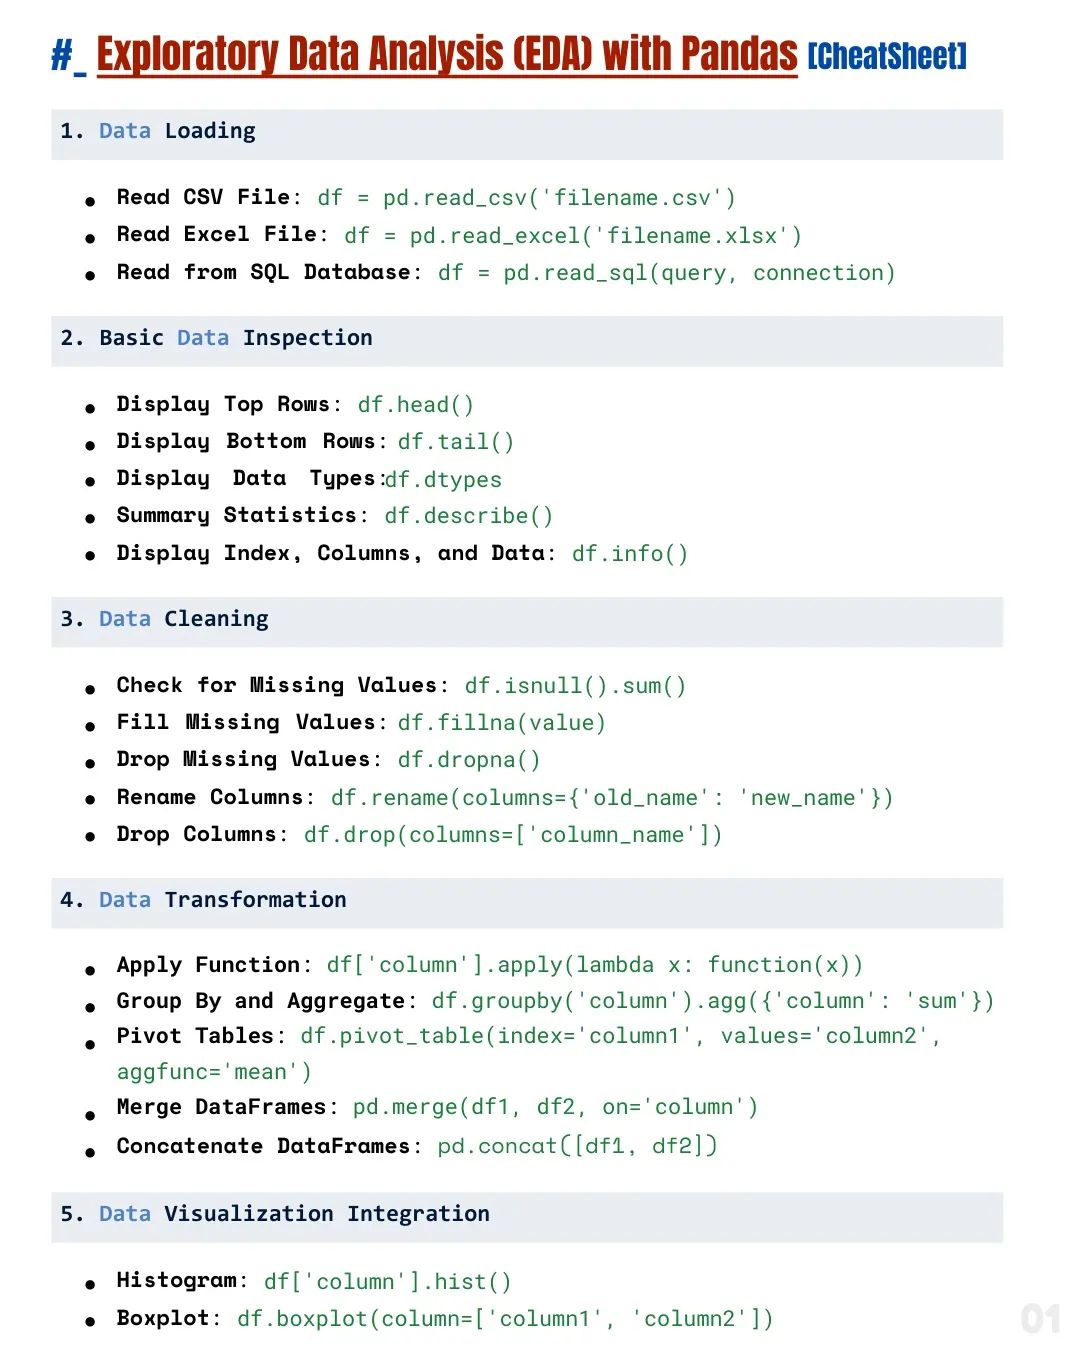 #_ Exploratory Data Analysis (EDA) with Pandas [CheatSheet]
1. Data Loading
● Read CSV File: df = pd.read_csv('filename.csv')
● Read Excel File: df = pd.read_excel('filename.xlsx')
● Read from SQL Database: df = pd.read_sql(query, connection)
2. Basic Data Inspection
● Display Top Rows: df.head()
● Display Bottom Rows: df.tail()
● Display Data Types:df.dtypes
● Summary Statistics: df.describe()
● Display Index, Columns, and Data: df.info()
3. Data Cleaning
● Check for Missing Values: df.isnull().sum()
● Fill Missing Values: df.fillna(value)
● Drop Missing Values: df.dropna()
● Rename Columns: df.rename(columns={'old_name': 'new_name'})
● Drop Columns: df.drop(columns=['column_name'])
4. Data Transformation
● Apply Function: df['column'].apply(lambda x: function(x))
● Group By and Aggregate: df.groupby('column').agg({'column': 'sum'})
● Pivot Tables: df.pivot_table(index='column1', values='column2',
aggfunc='mean')
● Merge DataFrames: pd.merge(df1, df2, on='column')
● Concatenate DataFrames: pd.concat([df1, df2])
5. Data Visualization Integration
● Histogram: df['column'].hist()
● Boxplot: df.boxplot(column=['column1', 'column2'])
01